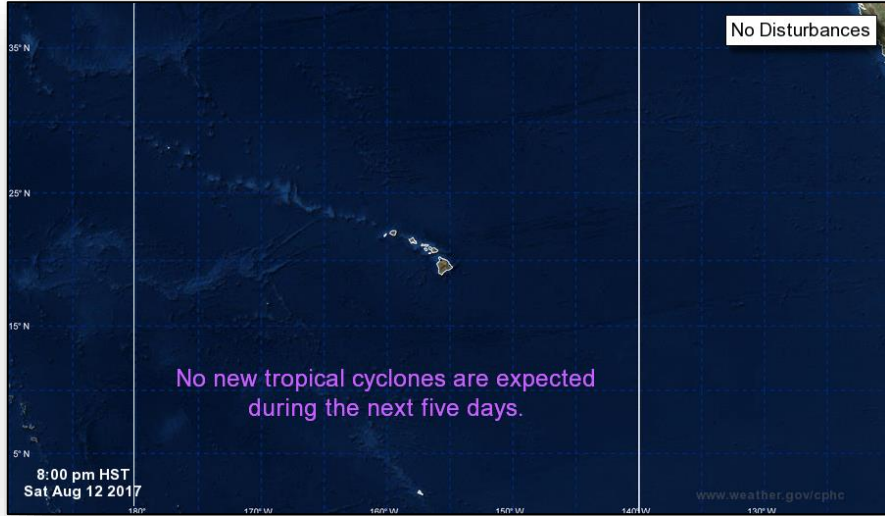 No Disturbances
35° N
25° N
15° N
No new tropical cyclones are expected
during the next five days.
5° N
8:00 pm HST
Sat Aug 12 2017
www.weather.gov/cphc
180° 170° W 160° W 150° W 140° W 130° W